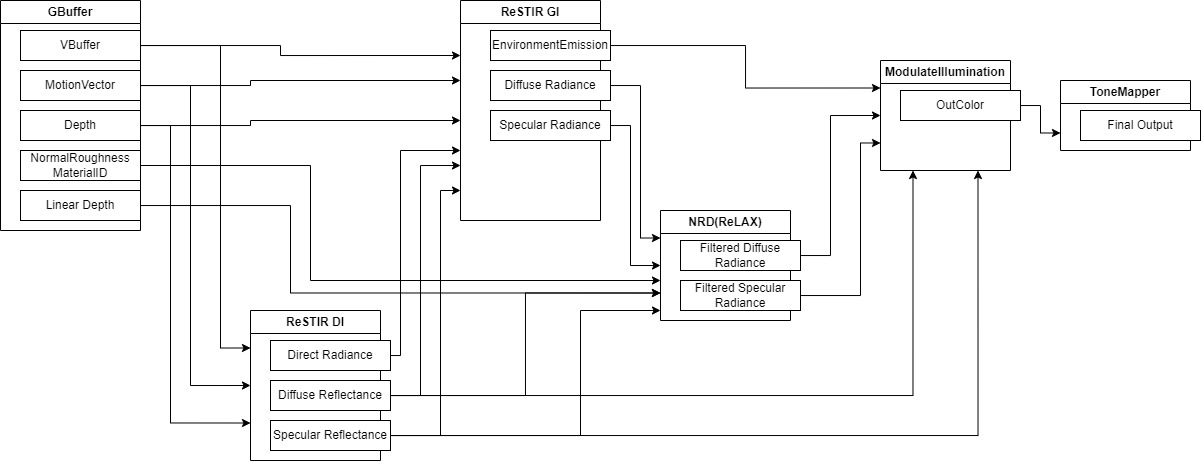 GBuffer
VBuffer
MotionVector
Depth
NormalRoughness
MaterialID
Linear Depth
ReSTIR GI
EnvironmentEmission
Diffuse Radiance
Specular Radiance
ReSTIR DI
Direct Radiance
Diffuse Reflectance
Specular Reflectance
NRD(ReLAX)
Filtered Diffuse
Radiance
Filtered Specular
Radiance
ModulateIllumination
OutColor
ToneMapper
Final Output